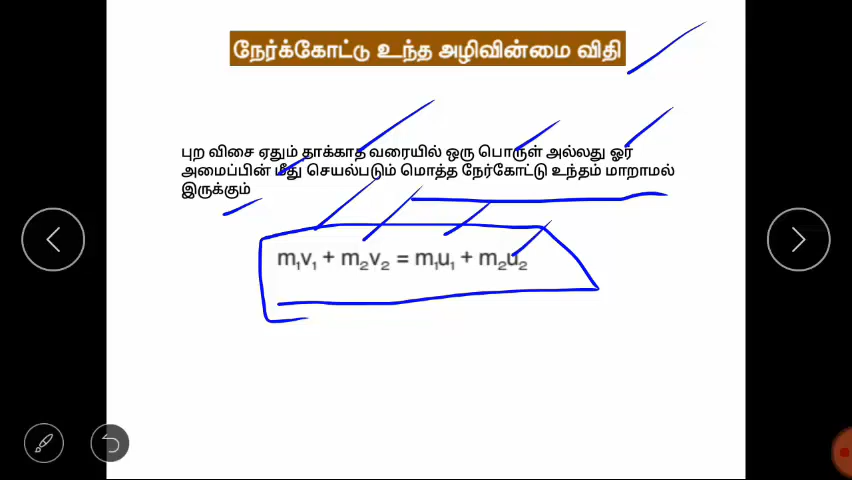 நேர்க்கோட்டு உந்த அழிவின்மை விதி
புற விசை ஏதும் தாக்காத வரையில் ஒரு பொருள் அல்லது ஓர்
அமைப்பின் மீது செயல்படும் மொத்த நேர்கோட்டு உந்தம் மாறாமல்
இருக்கும்
m₁v₁ + m₂v₂ = m₁u₁ + m₂u₂